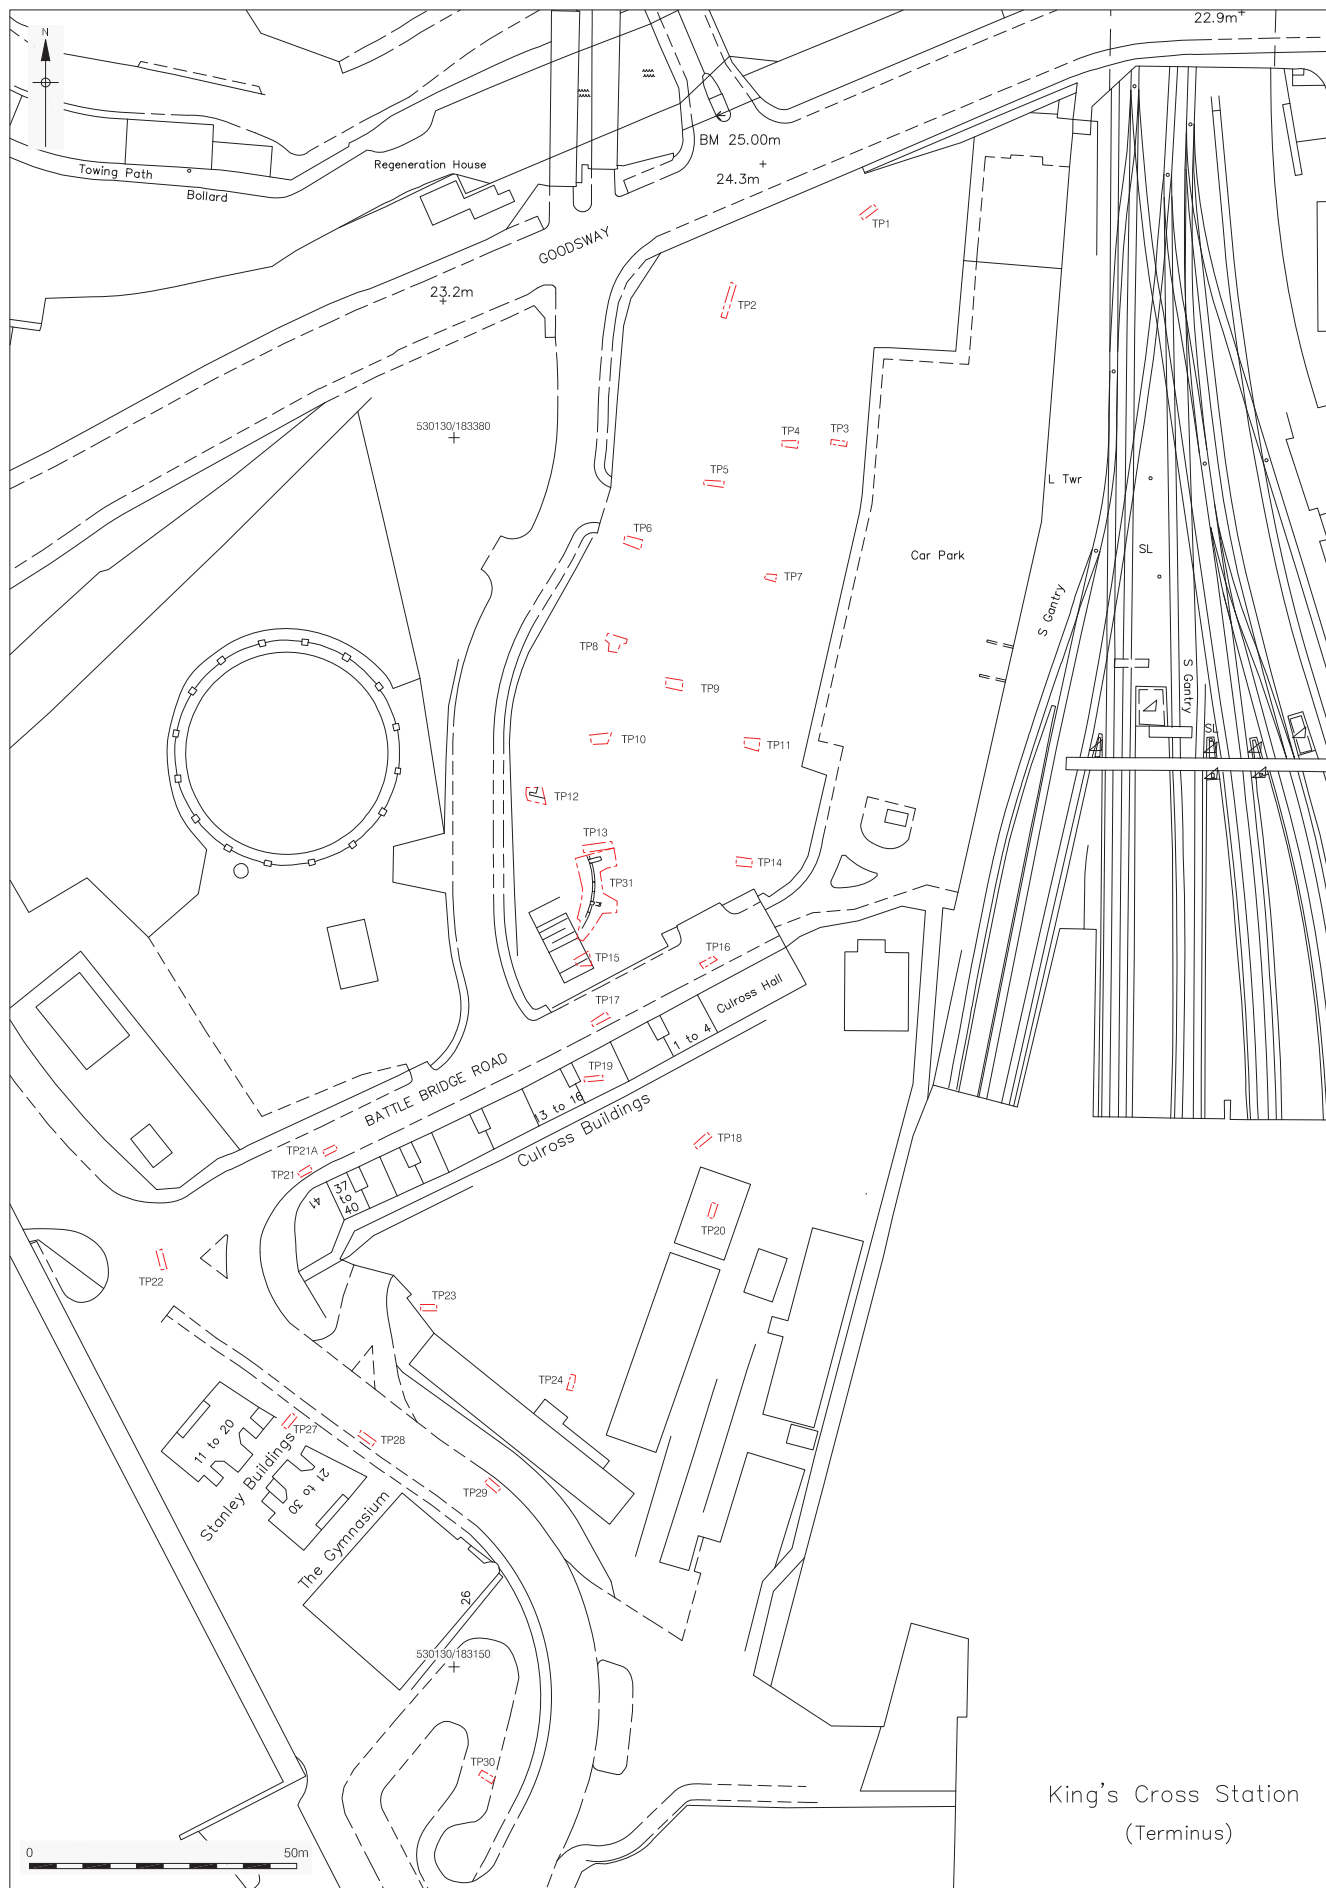 22.9m
N
BM 25.00m
Regeneration House
24.3m
Towing Path
Bollard
TP1
GOODSWAY
23.2m
TP2
530130/183380
TP4
TP3
TP5
L Twr
TP6
SL
Car Park
TP7
S Gantry
TP8
TP9
S Gantry
SL
TP10
TP11
TP12
TP13
TP14
TP31
TP16
TP15
Culross Hall
TP17
1 to 4
BATTLE BRIDGE ROAD
TP19
13 to 16
Culross Buildings
TP18
TP21A
TP21
37
to
40
41
TP20
TP22
TP23
TP24
TP27
11 to 20
TP28
Stanley Buildings
21 to 30
TP29
The Gymnasium
26
530130/183150
TP30
King's Cross Station
(Terminus)
0 50m